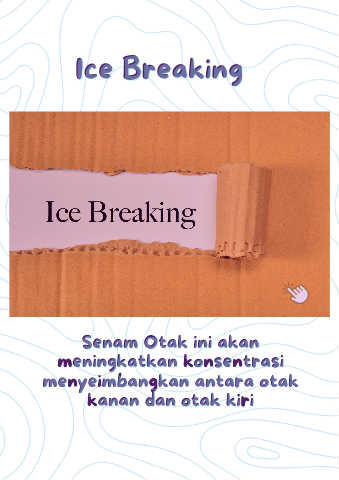 Ice Breaking
Ice Breaking
Senam Otak ini akan
meningkatkan konsentrasi
menyeimbangkan antara otak
kanan dan otak kiri